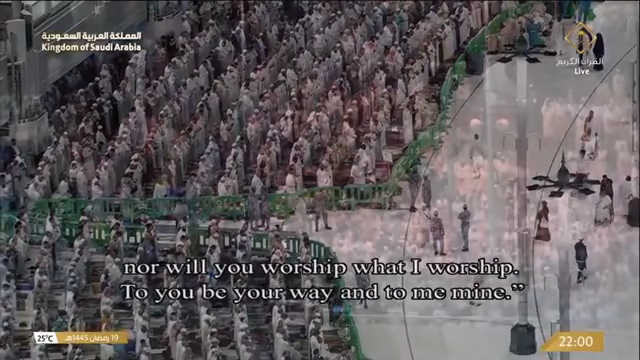 المملكة العربية السعودية
Kingdom of Saudi Arabia
القرآن الكريم
Live
nor will you worship what I worship.
To you be your way and to me mine.”
25°C
19 رمضان 1445هـ
22:00